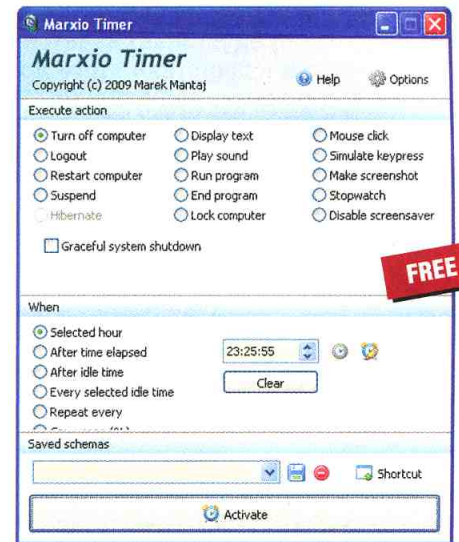 Marxio Timer
Marxio Timer
Copyright (c) 2009 Marek Mantaj
Help
Options
Execute action
Turn off computer
Display text
Mouse click
Logout
Play sound
Simulate keypress
Restart computer
Run program
Make screenshot
Suspend
End program
Stopwatch
Hibernate
Lock computer
Disable screensaver
Graceful system shutdown
FREE
When
Selected hour
After time elapsed
23:25:55
After idle time
Clear
Every selected idle time
Repeat every
Saved schemas
Shortcut
Activate